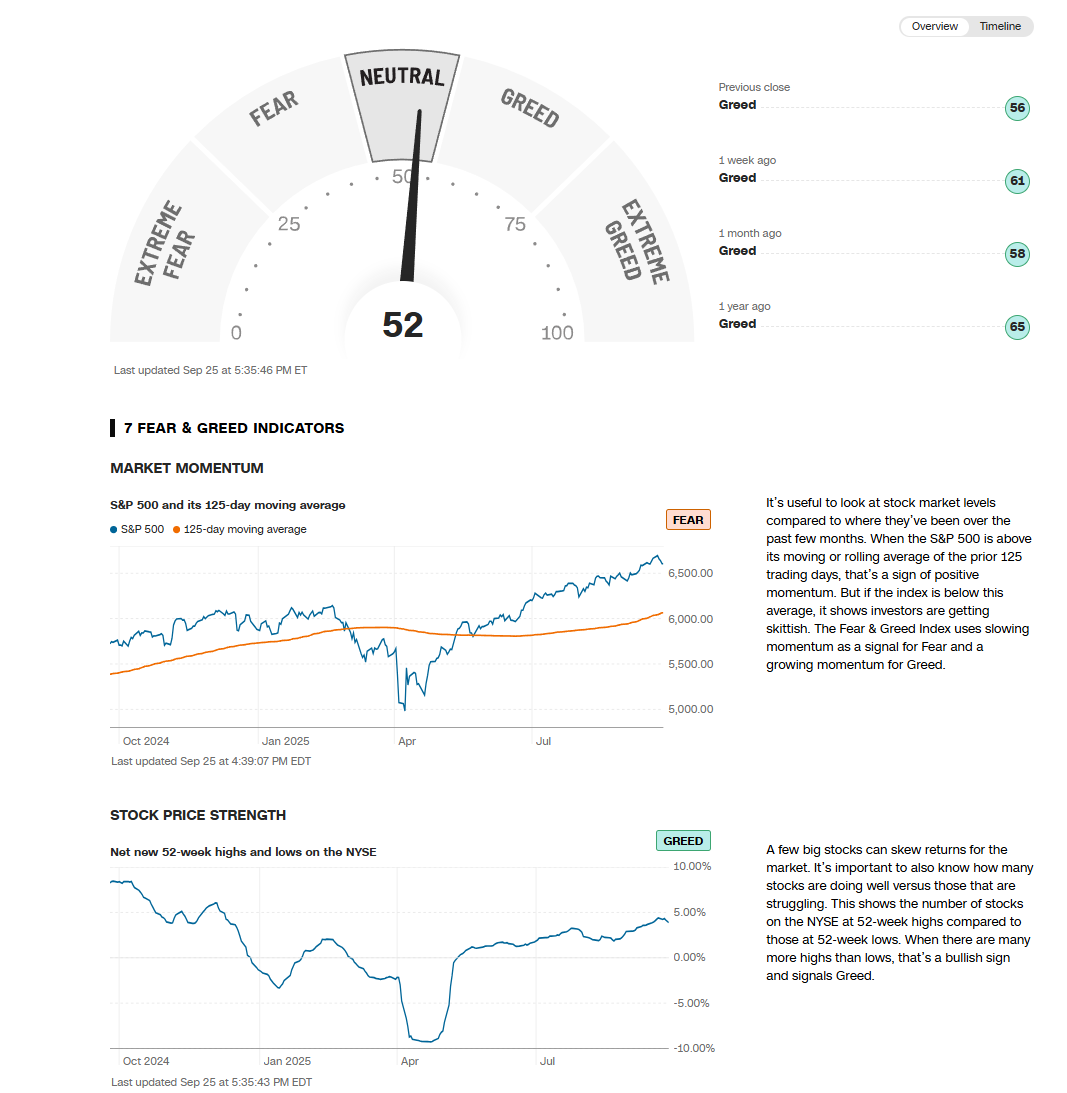 Overview Timeline
EXTREME FEAR
FEAR
NEUTRAL
GREED
EXTREME GREED
0
25
50
75
100
52
Last updated Sep 25 at 5:35:46 PM ET
Previous close
Greed 56
1 week ago
Greed 61
1 month ago
Greed 58
1 year ago
Greed 65
7 FEAR & GREED INDICATORS
MARKET MOMENTUM
S&P 500 and its 125-day moving average
FEAR
S&P 500 125-day moving average
6,500.00
6,000.00
5,500.00
5,000.00
Oct 2024 Jan 2025 Apr Jul
Last updated Sep 25 at 4:39:07 PM EDT
It's useful to look at stock market levels
compared to where they've been over the
past few months. When the S&P 500 is above
its moving or rolling average of the prior 125
trading days, that's a sign of positive
momentum. But if the index is below this
average, it shows investors are getting
skittish. The Fear & Greed Index uses slowing
momentum as a signal for Fear and a
growing momentum for Greed.
STOCK PRICE STRENGTH
Net new 52-week highs and lows on the NYSE
GREED
10.00%
5.00%
0.00%
-5.00%
-10.00%
Oct 2024 Jan 2025 Apr Jul
Last updated Sep 25 at 5:35:43 PM EDT
A few big stocks can skew returns for the
market. It's important to also know how many
stocks are doing well versus those that are
struggling. This shows the number of stocks
on the NYSE at 52-week highs compared to
those at 52-week lows. When there are many
more highs than lows, that's a bullish sign
and signals Greed.